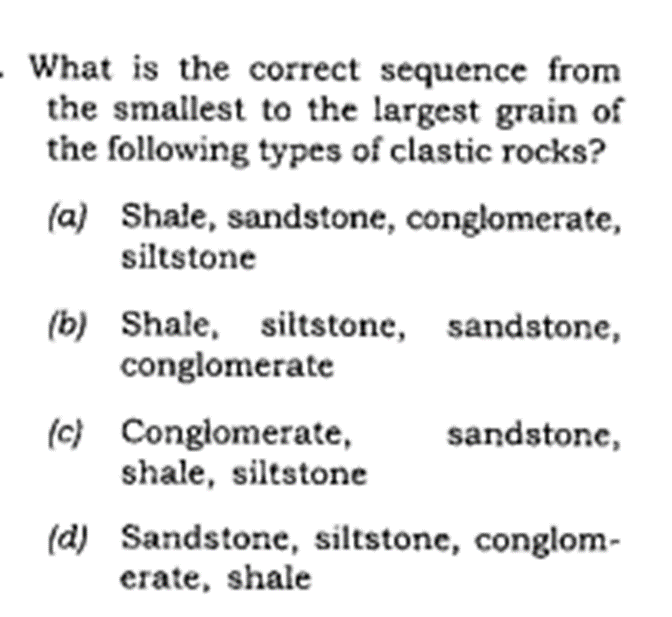 . What is the correct sequence from
the smallest to the largest grain of
the following types of clastic rocks?
(a) Shale, sandstone, conglomerate,
siltstone
(b) Shale, siltstone, sandstone,
conglomerate
(c) Conglomerate, sandstone,
shale, siltstone
(d) Sandstone, siltstone, conglom-
erate, shale